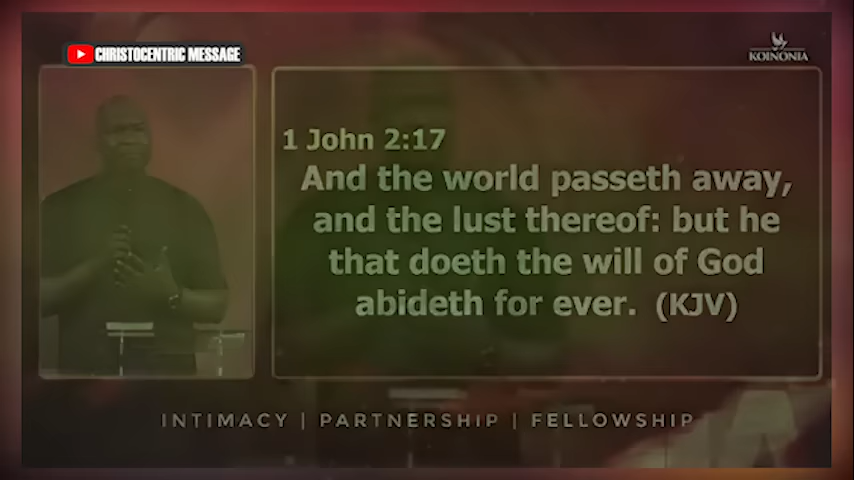 CHRISTOCENTRIC MESSAGE
KOINONIA
1 John 2:17
And the world passeth away,
and the lust thereof: but he
that doeth the will of God
abideth for ever. (KJV)
INTIMACY | PARTNERSHIP | FELLOWSHIP